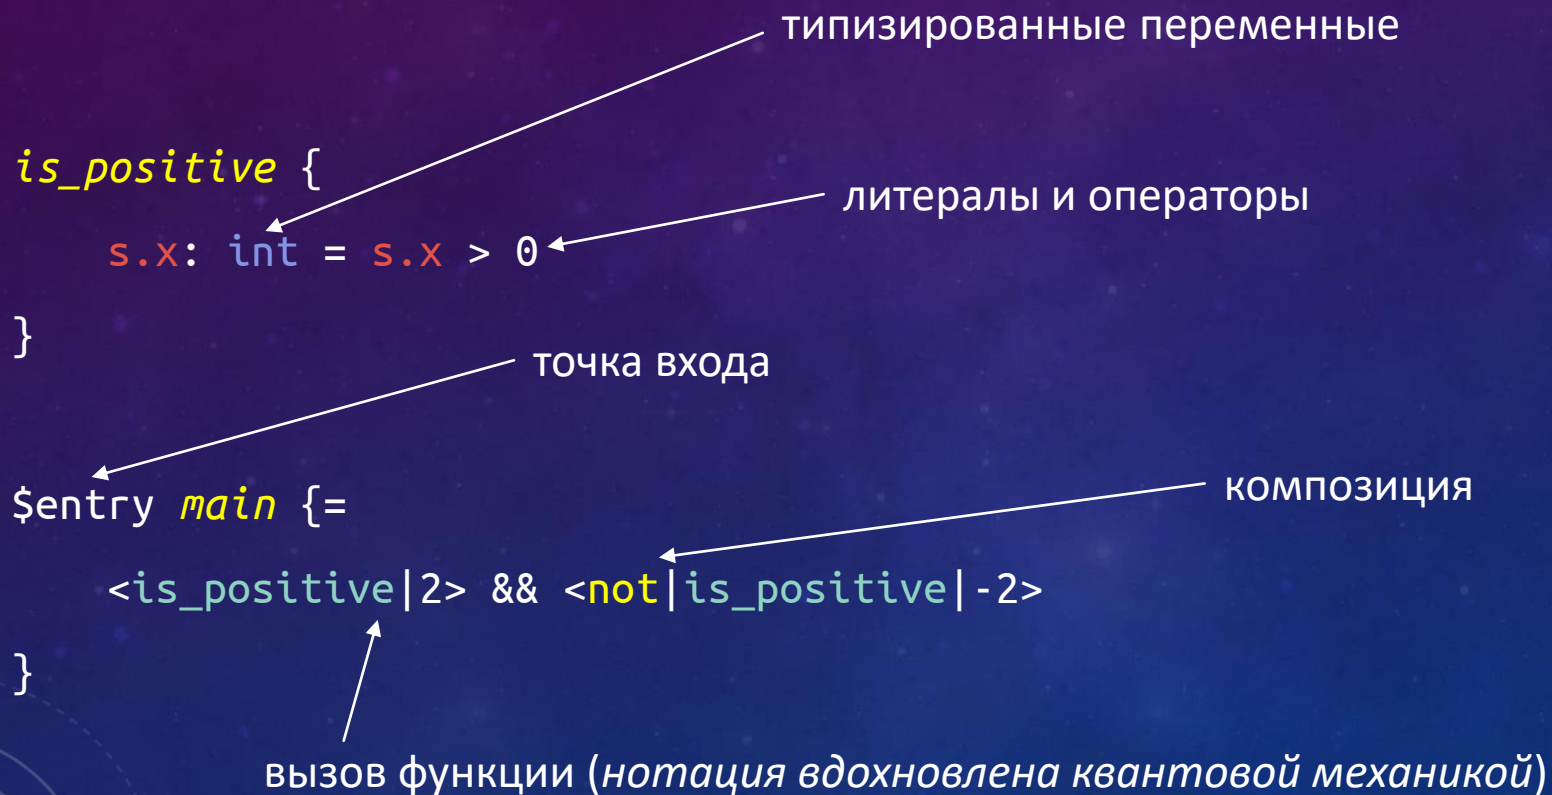 типизированные переменные
is_positive {
литералы и операторы
s.x: int = s.x > 0
}
точка входа
$entry main {=
композиция
<is_positive|2> && <not|is_positive|-2>
}
вызов функции (нотация вдохновлена квантовой механикой)